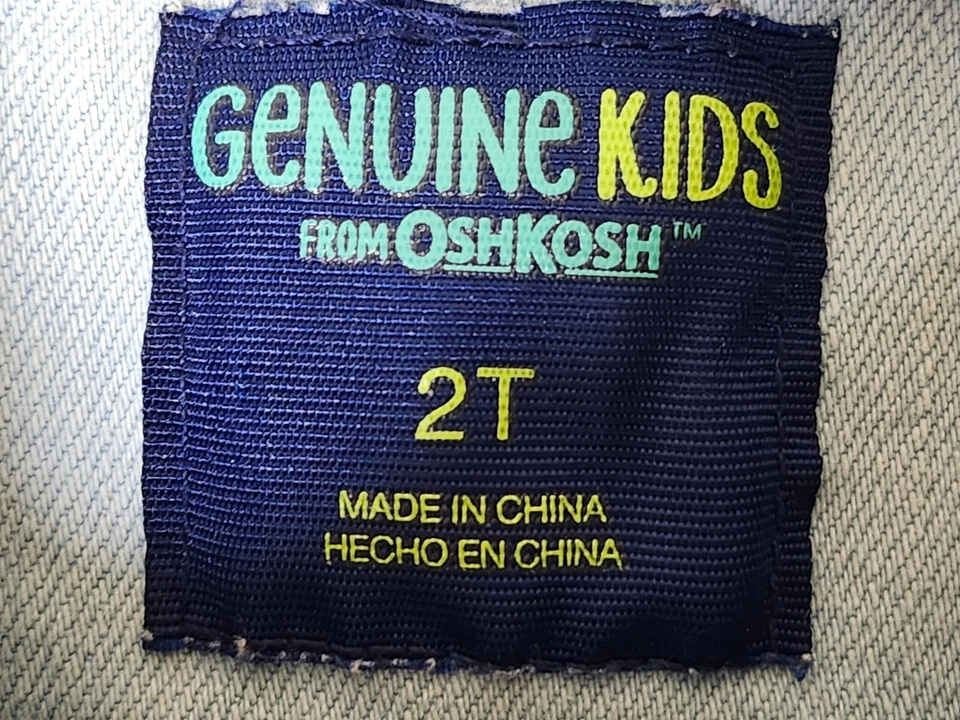 GeNUINe KIDS
FROM OSHKOSH™
2T
MADE IN CHINA
HECHO EN CHINA